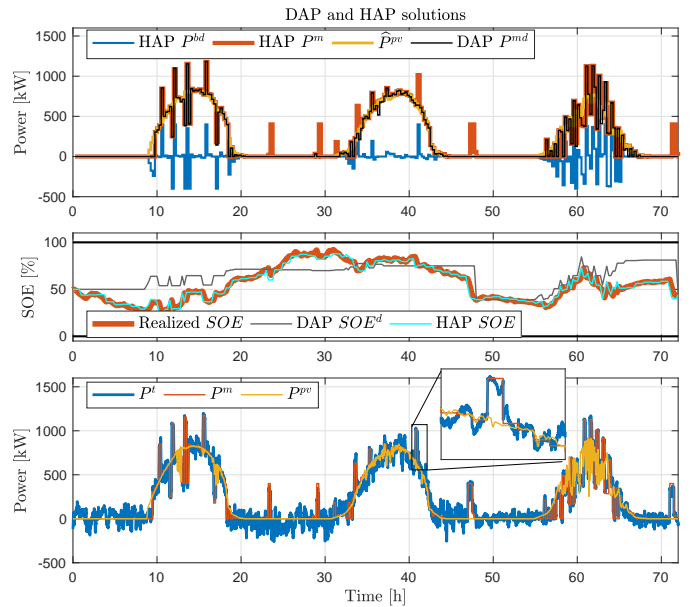 DAP and HAP solutions
HAP P^{bd} HAP P^{m} \widehat{P}^{pv} DAP P^{md}
Power [kW]
1500
1000
500
0
-500
0 10 20 30 40 50 60 70
SOE [%]
100
50
0
Realized SOE DAP SOE^{d} HAP SOE
0 10 20 30 40 50 60 70
Power [kW]
1500
1000
500
0
-500
P^{t} P^{m} P^{pv}
0 10 20 30 40 50 60 70
Time [h]